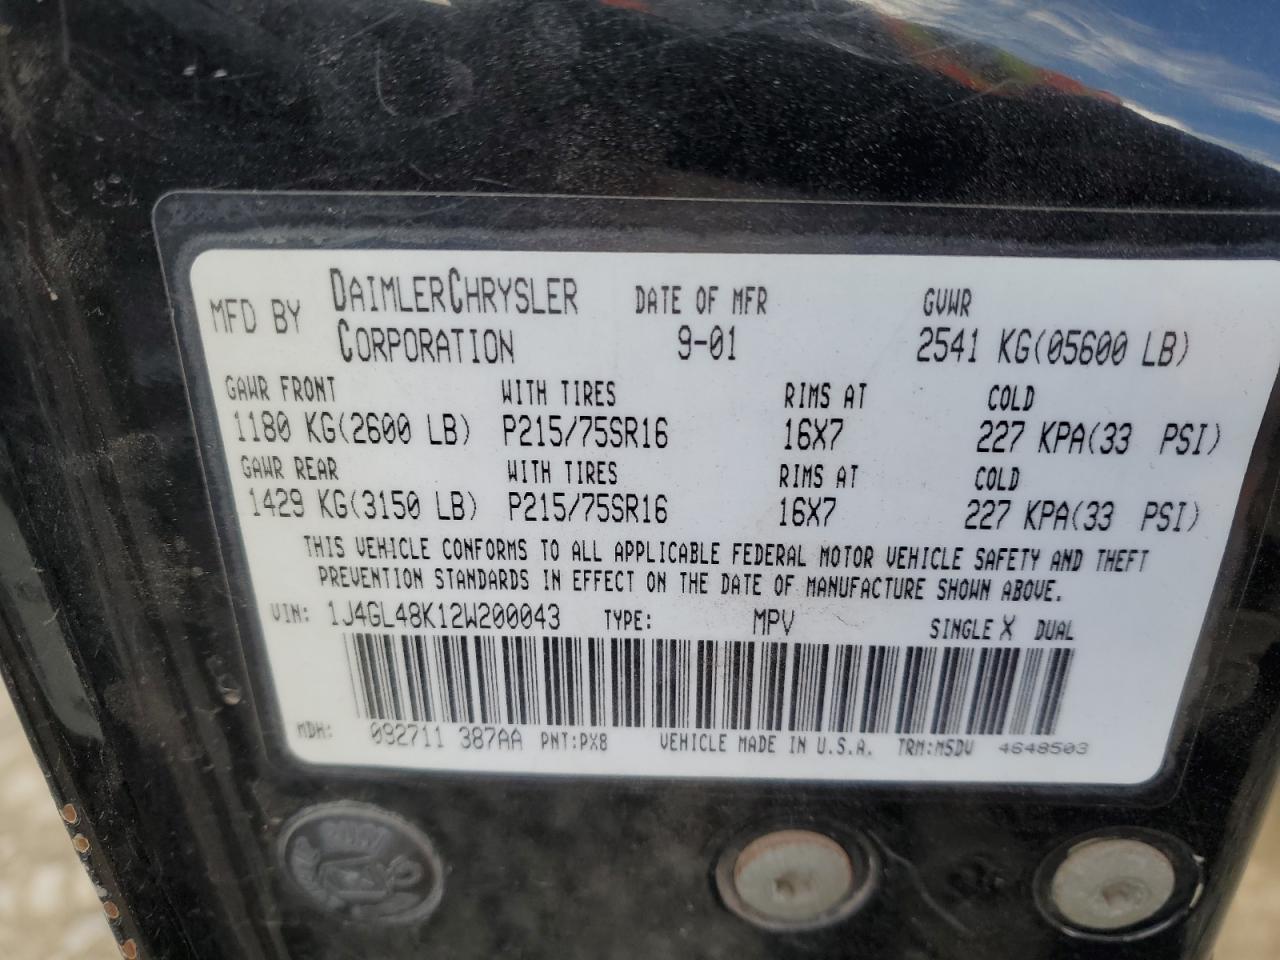 MFD BY DAIMLERCHRYSLER CORPORATION DATE OF MFR 9-01 GVWR 2541 KG(05600 LB)
GAWR FRONT WITH TIRES RIMS AT COLD
1180 KG(2600 LB) P215/75SR16 16X7 227 KPA(33 PSI)
GAWR REAR WITH TIRES RIMS AT COLD
1429 KG(3150 LB) P215/75SR16 16X7 227 KPA(33 PSI)
THIS VEHICLE CONFORMS TO ALL APPLICABLE FEDERAL MOTOR VEHICLE SAFETY AND THEFT
PREVENTION STANDARDS IN EFFECT ON THE DATE OF MANUFACTURE SHOWN ABOVE.
VIN: 1J4GL48K12W200043 TYPE: MPV SINGLE X DUAL
MDH: 092711 387AA PNT:PX8 VEHICLE MADE IN U.S.A. TRM:M5DV 4648503